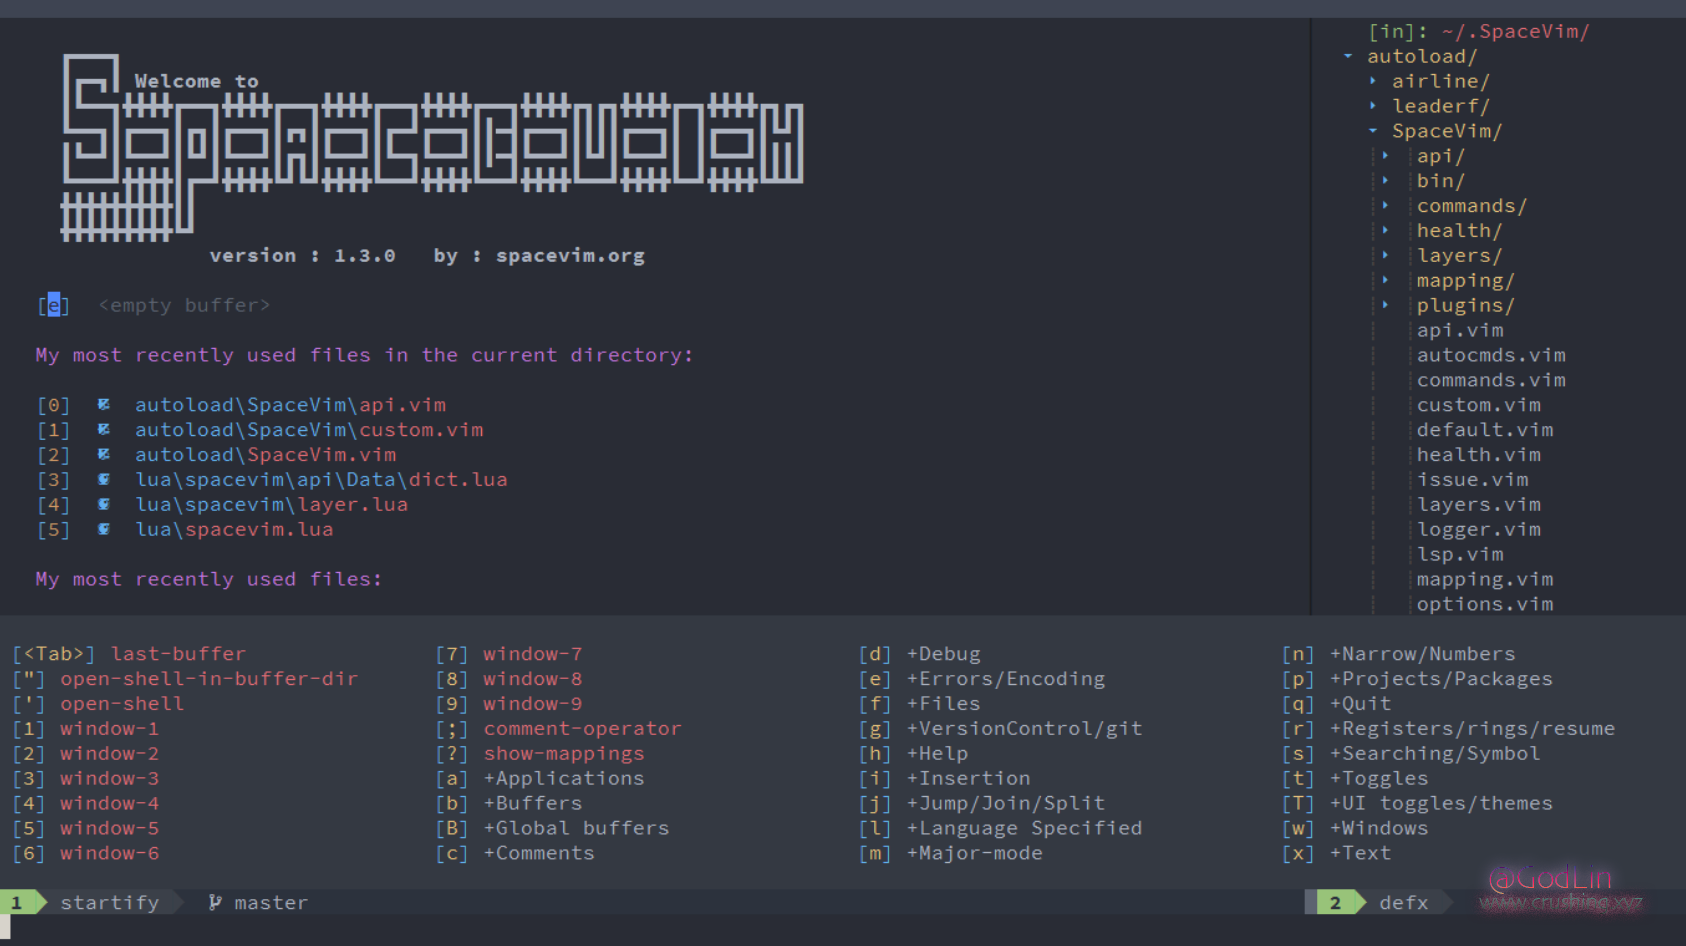 Welcome to
SpaceVim
version : 1.3.0   by : spacevim.org
[e]  <empty buffer>
My most recently used files in the current directory:
[0]  autoload\SpaceVim\api.vim
[1]  autoload\SpaceVim\custom.vim
[2]  autoload\SpaceVim.vim
[3]  lua\spacevim\api\Data\dict.lua
[4]  lua\spacevim\layer.lua
[5]  lua\spacevim.lua
My most recently used files:
[in]: ~/.SpaceVim/
autoload/
airline/
leaderf/
SpaceVim/
api/
bin/
commands/
health/
layers/
mapping/
plugins/
api.vim
autocmds.vim
commands.vim
custom.vim
default.vim
health.vim
issue.vim
layers.vim
logger.vim
lsp.vim
mapping.vim
options.vim
[<Tab>] last-buffer
["] open-shell-in-buffer-dir
['] open-shell
[1] window-1
[2] window-2
[3] window-3
[4] window-4
[5] window-5
[6] window-6
[7] window-7
[8] window-8
[9] window-9
[;] comment-operator
[?] show-mappings
[a] +Applications
[b] +Buffers
[B] +Global buffers
[c] +Comments
[d] +Debug
[e] +Errors/Encoding
[f] +Files
[g] +VersionControl/git
[h] +Help
[i] +Insertion
[j] +Jump/Join/Split
[l] +Language Specified
[m] +Major-mode
[n] +Narrow/Numbers
[p] +Projects/Packages
[q] +Quit
[r] +Registers/rings/resume
[s] +Searching/Symbol
[t] +Toggles
[T] +UI toggles/themes
[w] +Windows
[x] +Text
1 startify master
2 defx
@GodLin